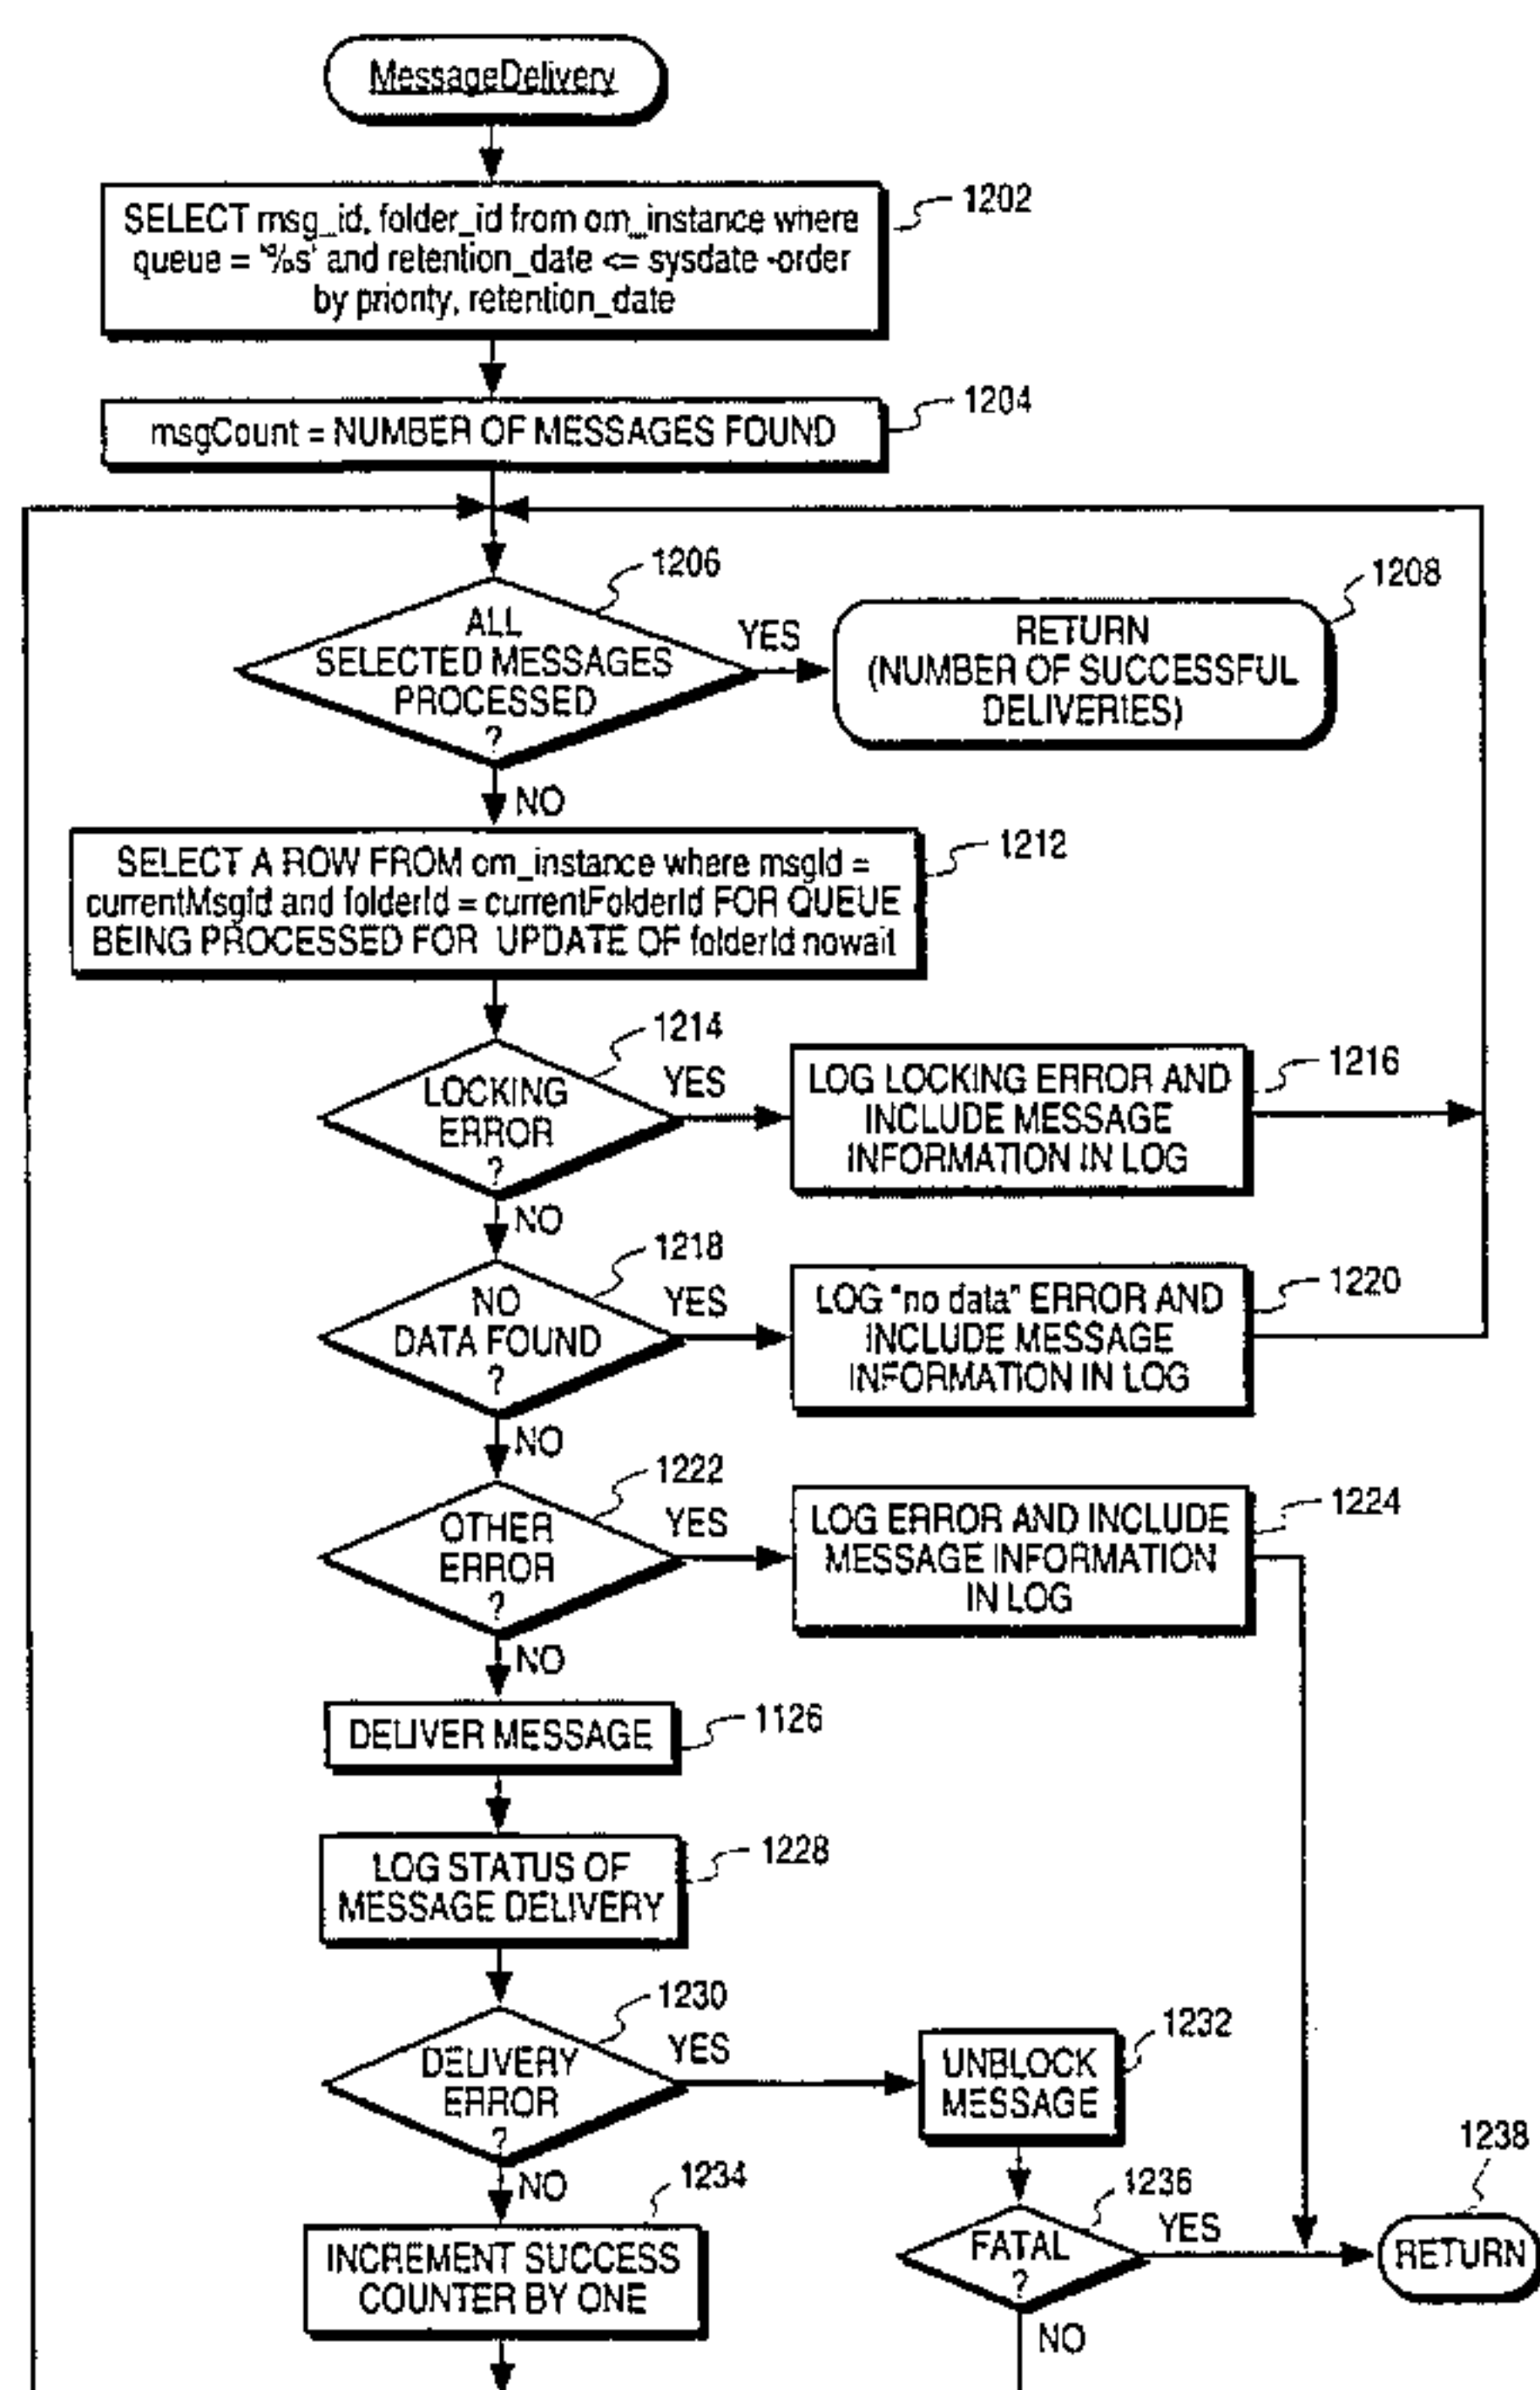 MessageDelivery
SELECT msg_id, folder_id from om_instance where
queue = '%s' and retention_date <= sysdate -order
by priority, retention_date
1202
msgCount = NUMBER OF MESSAGES FOUND
1204
1206
ALL
SELECTED MESSAGES
PROCESSED
?
YES
1208
RETURN
(NUMBER OF SUCCESSFUL
DELIVERIES)
NO
1212
SELECT A ROW FROM om_instance where msgId =
currentMsgId and folderId = currentFolderId FOR QUEUE
BEING PROCESSED FOR UPDATE OF folderId nowait
1214
LOCKING
ERROR
?
YES
LOG LOCKING ERROR AND
INCLUDE MESSAGE
INFORMATION IN LOG
1216
NO
1218
NO
DATA FOUND
?
YES
LOG "no data" ERROR AND
INCLUDE MESSAGE
INFORMATION IN LOG
1220
NO
1222
OTHER
ERROR
?
YES
LOG ERROR AND INCLUDE
MESSAGE INFORMATION
IN LOG
1224
NO
DELIVER MESSAGE
1126
LOG STATUS OF
MESSAGE DELIVERY
1228
1230
DELIVERY
ERROR
?
YES
UNBLOCK
MESSAGE
1232
NO
1234
INCREMENT SUCCESS
COUNTER BY ONE
1236
FATAL
?
YES
1238
RETURN
NO